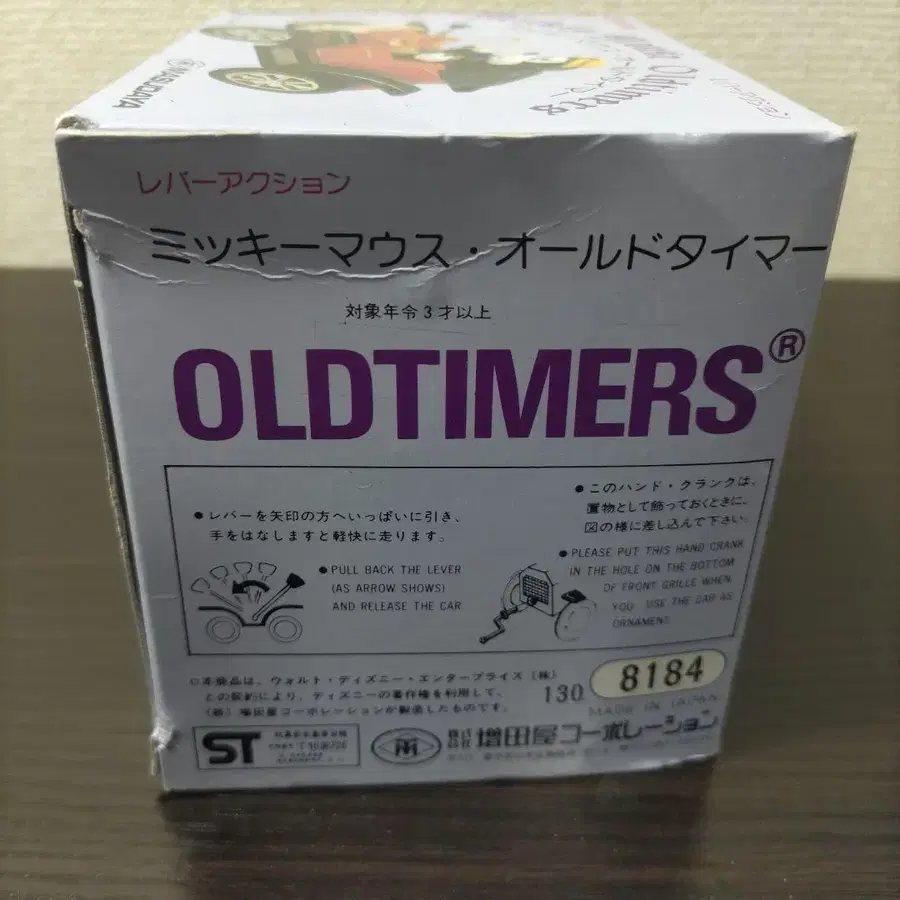 MASUDAYA
Oldtimers
レバーアクション
ミッキーマウス・オールドタイマー
対象年令3才以上
OLDTIMERS®
●レバーを矢印の方へいっぱいに引き、
手をはなしますと軽快に走ります。
●PULL BACK THE LEVER
(AS ARROW SHOWS)
AND RELEASE THE CAR
●このハンド・クランクは、
置物として飾っておくときに、
図の様に差し込んで下さい。
●PLEASE PUT THIS HAND CRANK
IN THE HOLE ON THE BOTTOM
OF FRONT GRILLE WHEN
YOU USE THE CAR AS
ORNAMENT.
□本商品は、ウォルト・ディズニー・エンタープライズ(株)
との契約により、ディズニーの著作権を利用して、
(株)増田屋コーポレーションが製造したものです。
130
8184
MADE IN JAPAN
ST
株式会社 増田屋コーポレーション